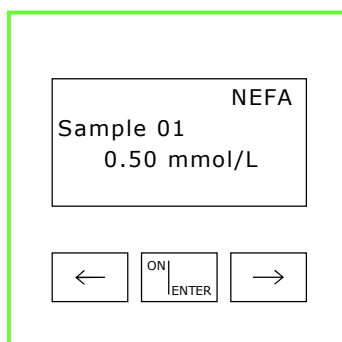 NEFA
Sample 01
0.50 mmol/L
← ON ENTER →